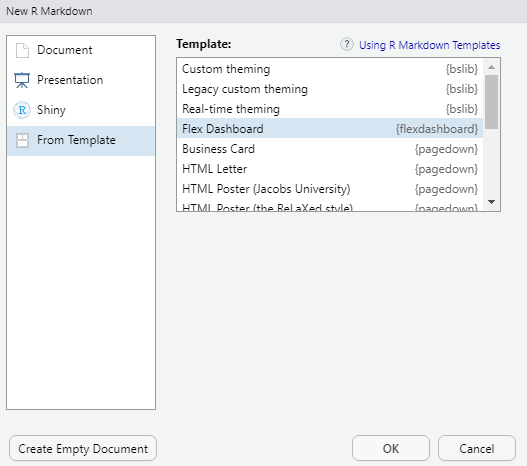 New R Markdown
Document
Presentation
Shiny
From Template
Template:
? Using R Markdown Templates
Custom theming {bslib}
Legacy custom theming {bslib}
Real-time theming {bslib}
Flex Dashboard {flexdashboard}
Business Card {pagedown}
HTML Letter {pagedown}
HTML Poster (Jacobs University) {pagedown}
HTML Poster (the ReLaXed style) {pagedown}
Create Empty Document
OK
Cancel